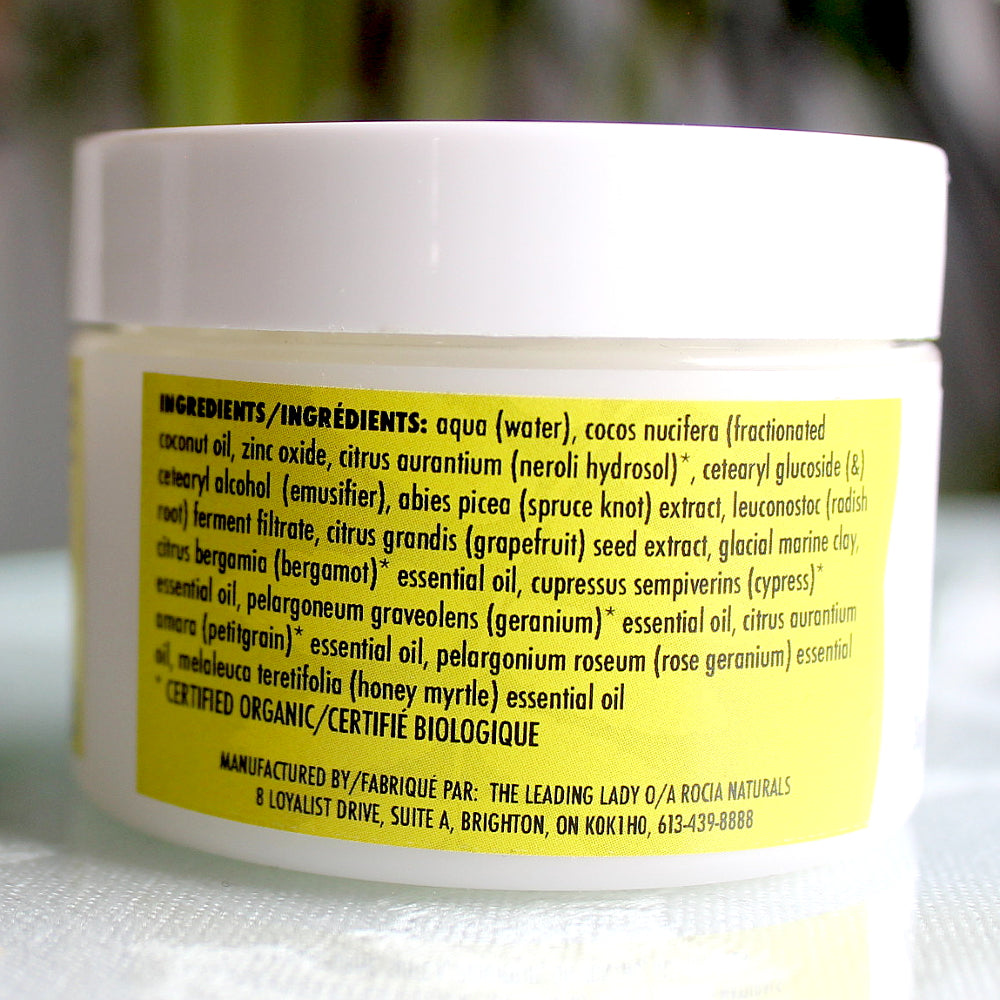 INGREDIENTS/INGRÉDIENTS: aqua (water), cocos nucifera (fractionated
coconut oil, zinc oxide, citrus aurantium (neroli hydrosol)*, cetearyl glucoside (&)
cetearyl alcohol (emusifier), abies picea (spruce knot) extract, leuconostoc (radish
root) ferment filtrate, citrus grandis (grapefruit) seed extract, glacial marine clay,
citrus bergamia (bergamot)* essential oil, cupressus sempiverins (cypress)*
essential oil, pelargoneum graveolens (geranium)* essential oil, citrus aurantium
amara (petitgrain)* essential oil, pelargonium roseum (rose geranium) essential
oil, melaleuca teretifolia (honey myrtle) essential oil
* CERTIFIED ORGANIC/CERTIFIÉ BIOLOGIQUE
MANUFACTURED BY/FABRIQUÉ PAR: THE LEADING LADY O/A ROCIA NATURALS
8 LOYALIST DRIVE, SUITE A, BRIGHTON, ON K0K1H0, 613-439-8888